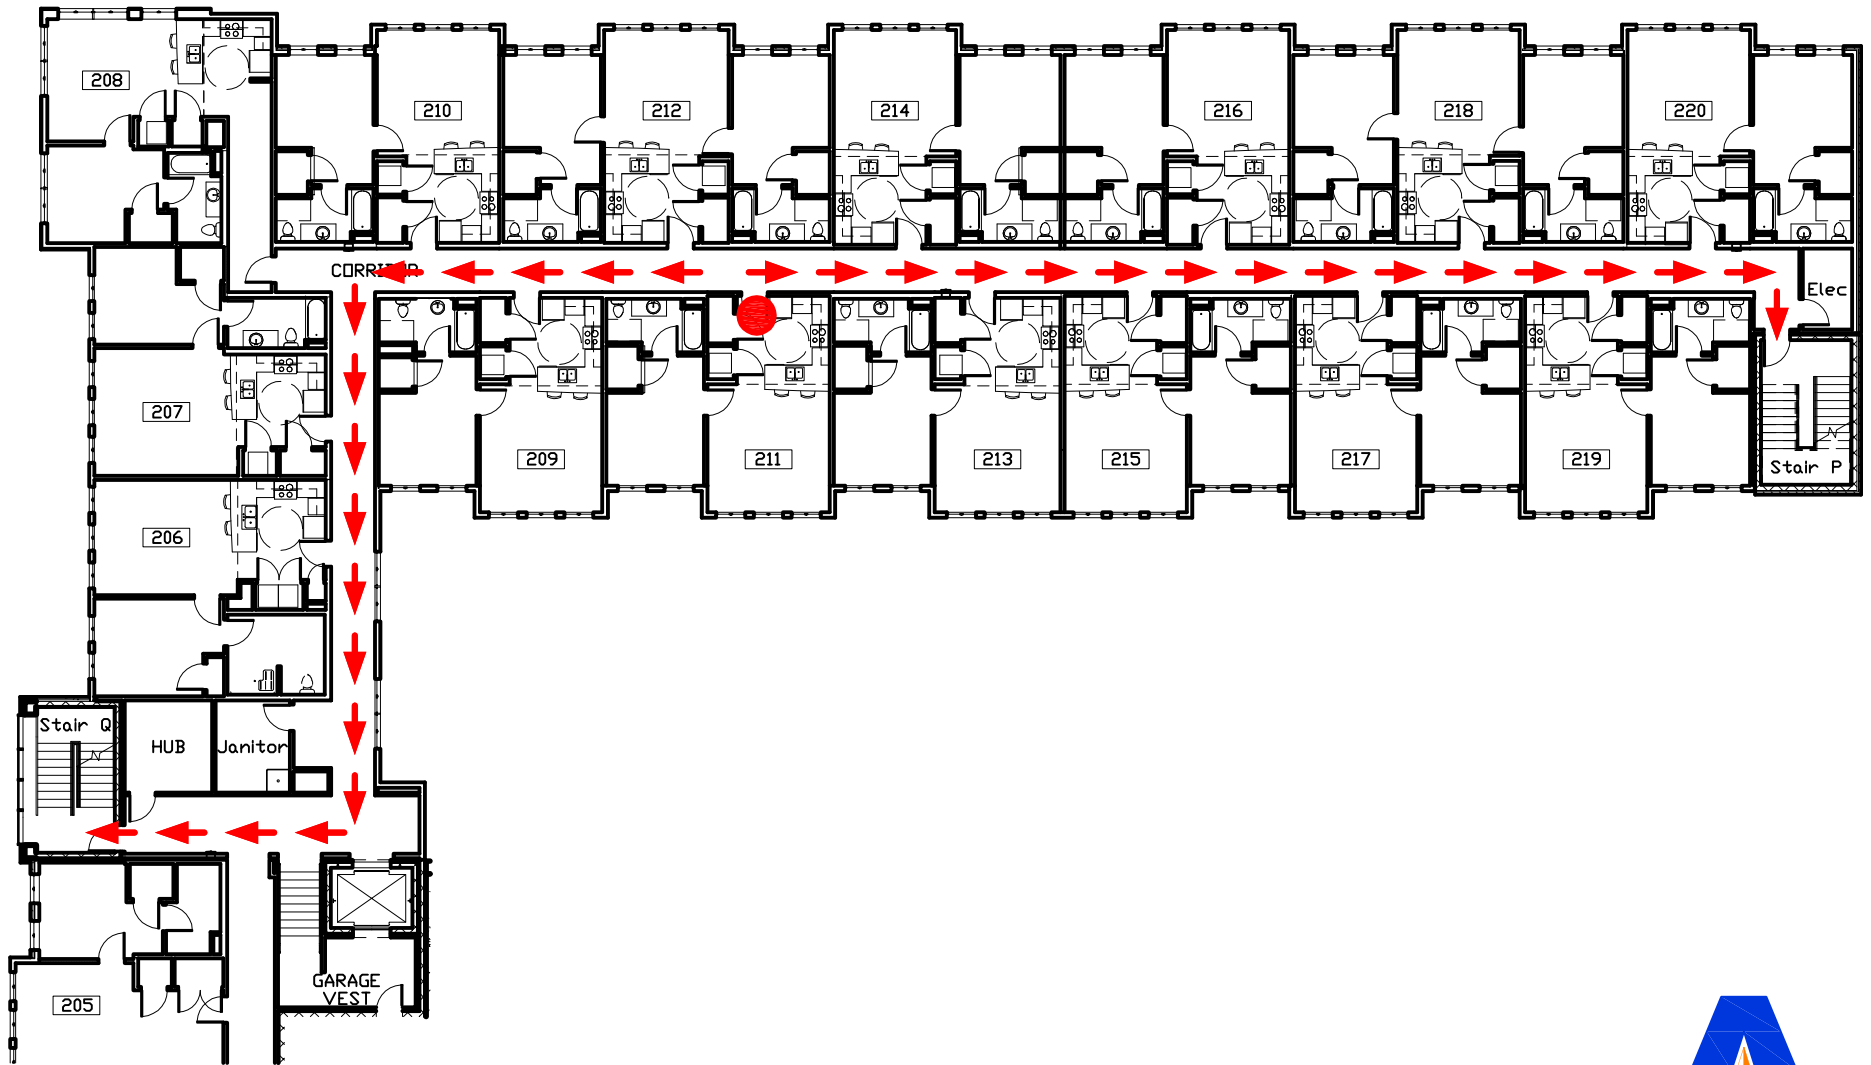 208
210
212
214
216
218
220
CORRIDOR
Elec
207
209
211
213
215
217
219
Stair P
206
Stair Q
HUB
Janitor
GARAGE
VEST
205